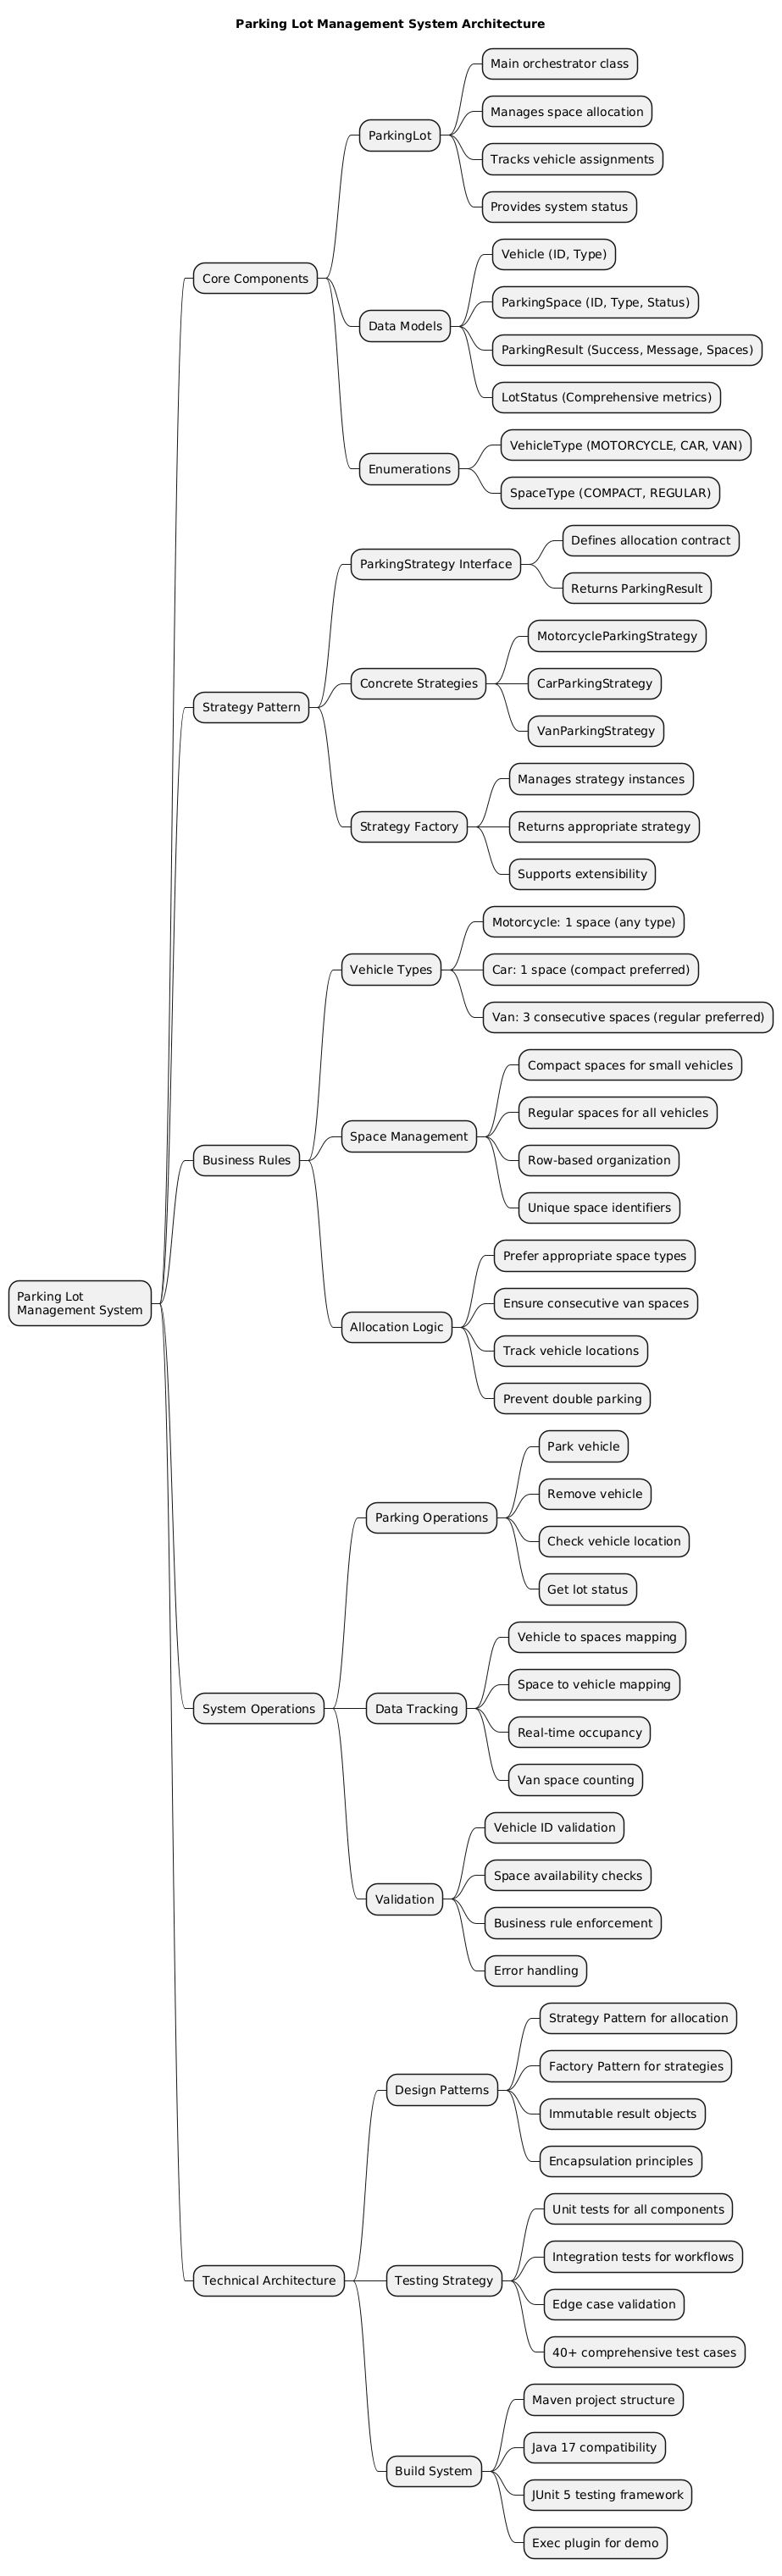 Parking Lot Management System Architecture
Main orchestrator class
Manages space allocation
ParkingLot
Tracks vehicle assignments
Provides system status
Core Components
Vehicle (ID, Type)
ParkingSpace (ID, Type, Status)
Data Models
ParkingResult (Success, Message, Spaces)
LotStatus (Comprehensive metrics)
VehicleType (MOTORCYCLE, CAR, VAN)
Enumerations
SpaceType (COMPACT, REGULAR)
Defines allocation contract
ParkingStrategy Interface
Returns ParkingResult
MotorcycleParkingStrategy
Concrete Strategies
CarParkingStrategy
Strategy Pattern
VanParkingStrategy
Manages strategy instances
Strategy Factory
Returns appropriate strategy
Supports extensibility
Motorcycle: 1 space (any type)
Vehicle Types
Car: 1 space (compact preferred)
Van: 3 consecutive spaces (regular preferred)
Compact spaces for small vehicles
Regular spaces for all vehicles
Space Management
Business Rules
Row-based organization
Unique space identifiers
Prefer appropriate space types
Ensure consecutive van spaces
Parking Lot
Management System
Allocation Logic
Track vehicle locations
Prevent double parking
Park vehicle
Remove vehicle
Parking Operations
Check vehicle location
Get lot status
Vehicle to spaces mapping
Space to vehicle mapping
System Operations
Data Tracking
Real-time occupancy
Van space counting
Vehicle ID validation
Space availability checks
Validation
Business rule enforcement
Error handling
Strategy Pattern for allocation
Factory Pattern for strategies
Design Patterns
Immutable result objects
Encapsulation principles
Unit tests for all components
Integration tests for workflows
Technical Architecture
Testing Strategy
Edge case validation
40+ comprehensive test cases
Maven project structure
Java 17 compatibility
Build System
JUnit 5 testing framework
Exec plugin for demo